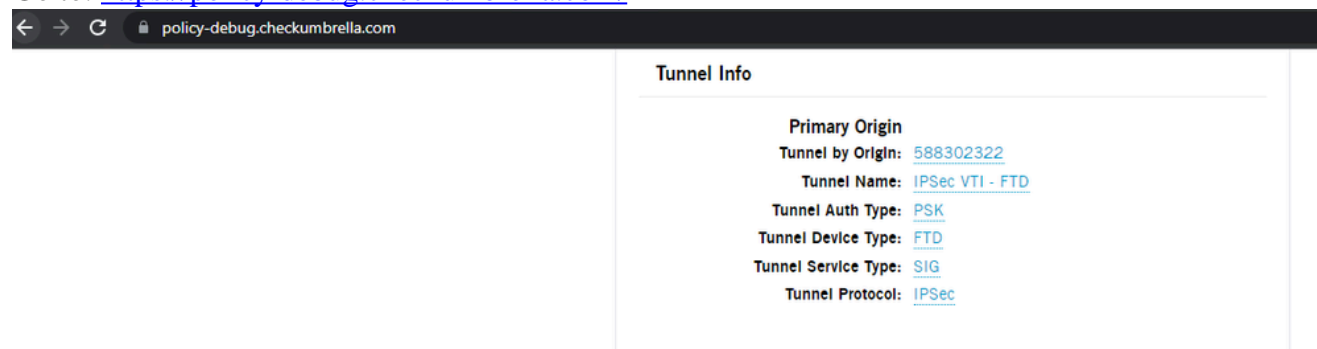 policy-debug.checkumbrella.com
Tunnel Info
Primary Origin
Tunnel by Origin: 588302322
Tunnel Name: IPSec VTI - FTD
Tunnel Auth Type: PSK
Tunnel Device Type: FTD
Tunnel Service Type: SIG
Tunnel Protocol: IPSec